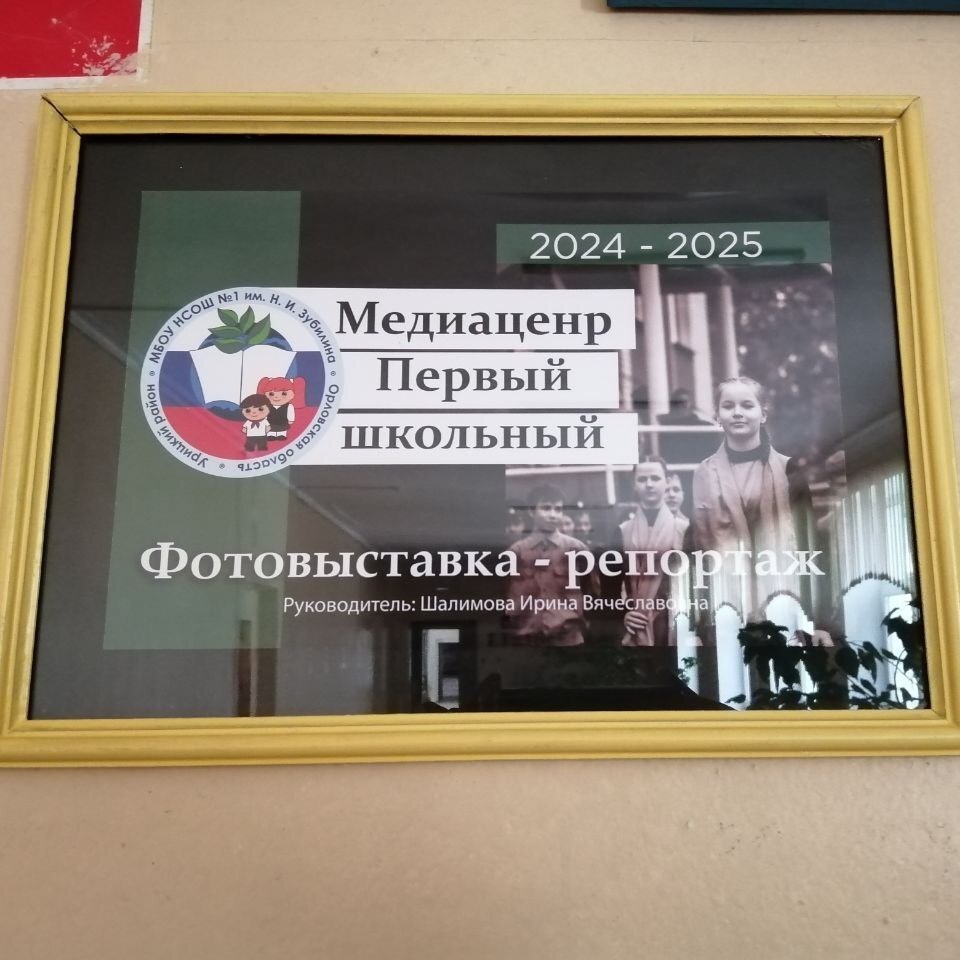 2024 - 2025
МБОУ НСОШ №1 им. Н. И. Зубилина • Орловская область • Урицкий район •
Медиаценр
Первый
школьный
Фотовыставка - репортаж
Руководитель: Шалимова Ирина Вячеславовна